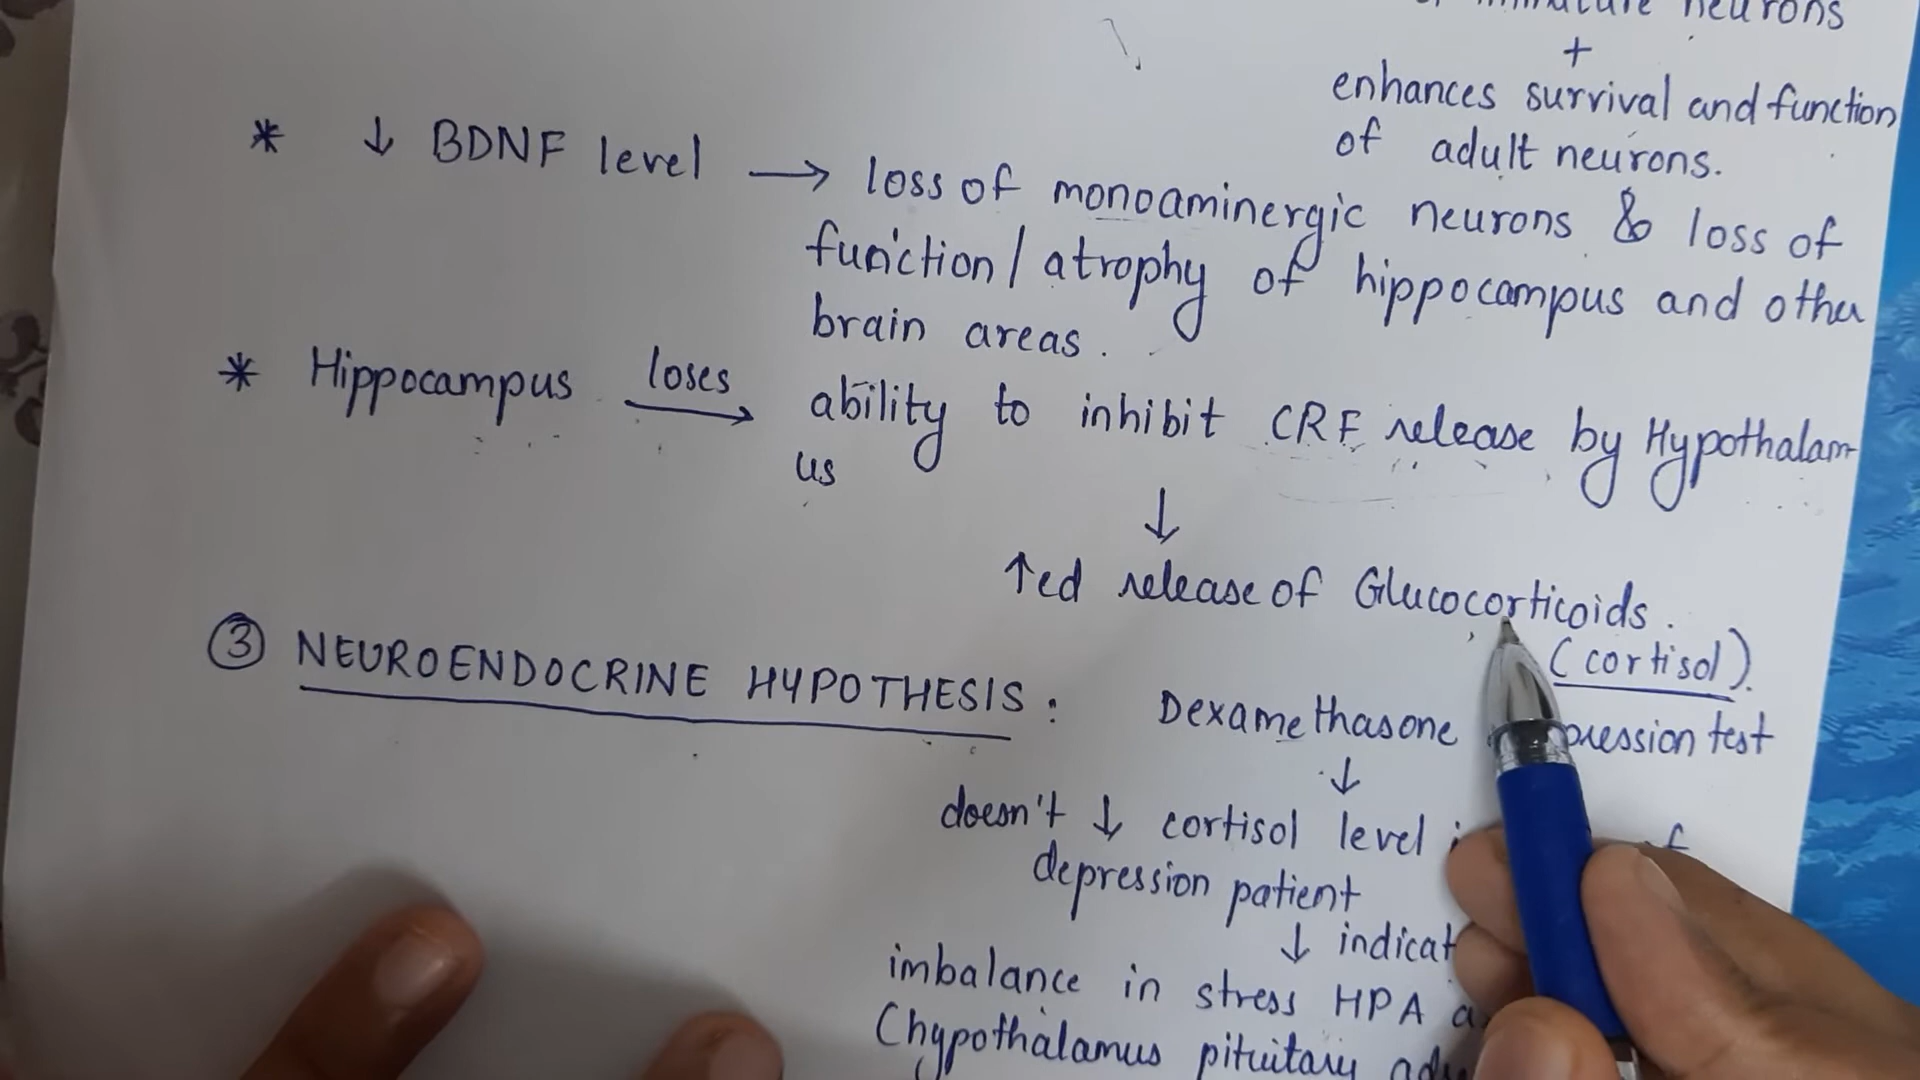 neurons
+
enhances survival and function
of adult neurons.
* ↓ BDNF level → loss of monoaminergic neurons & loss of
function/ atrophy of hippocampus and other
brain areas.
* Hippocampus loses → ability to inhibit CRF release by Hypothalam-
us
↓
↑ed release of Glucocorticoids.
(cortisol).
③ NEUROENDOCRINE HYPOTHESIS: Dexamethasone test
↓
doesn't ↓ cortisol level
depression patient
↓
imbalance in stress HPA
(hypothalamus pituitary